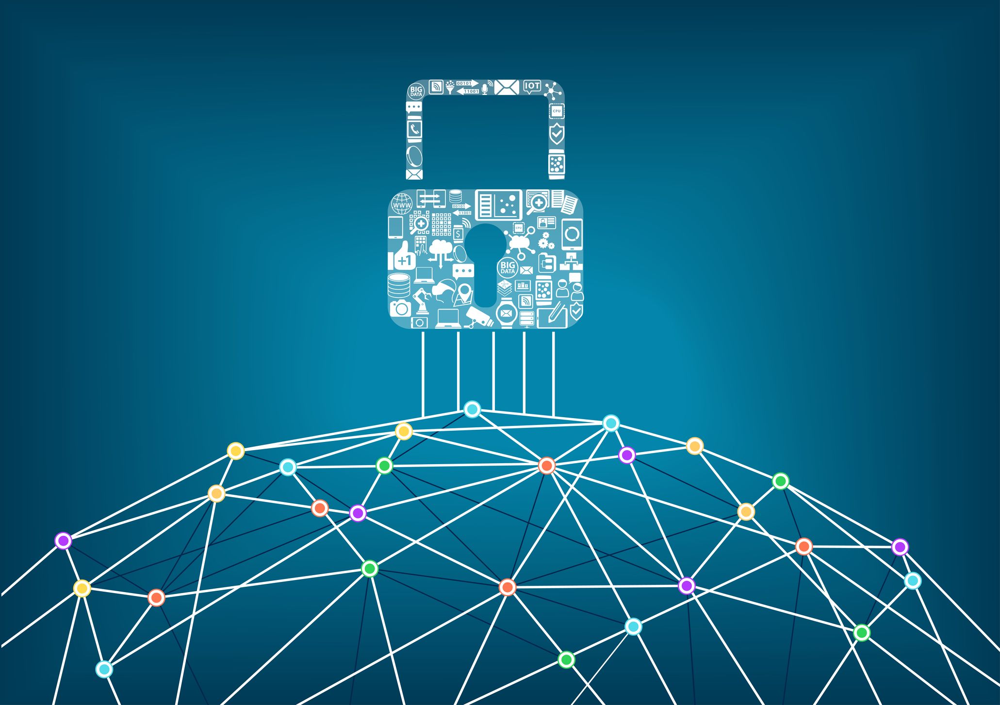 BIG
DATA
00101
11001
IOT
CPU
WWW
00101
11001
CPU
$
+1
BIG
DATA